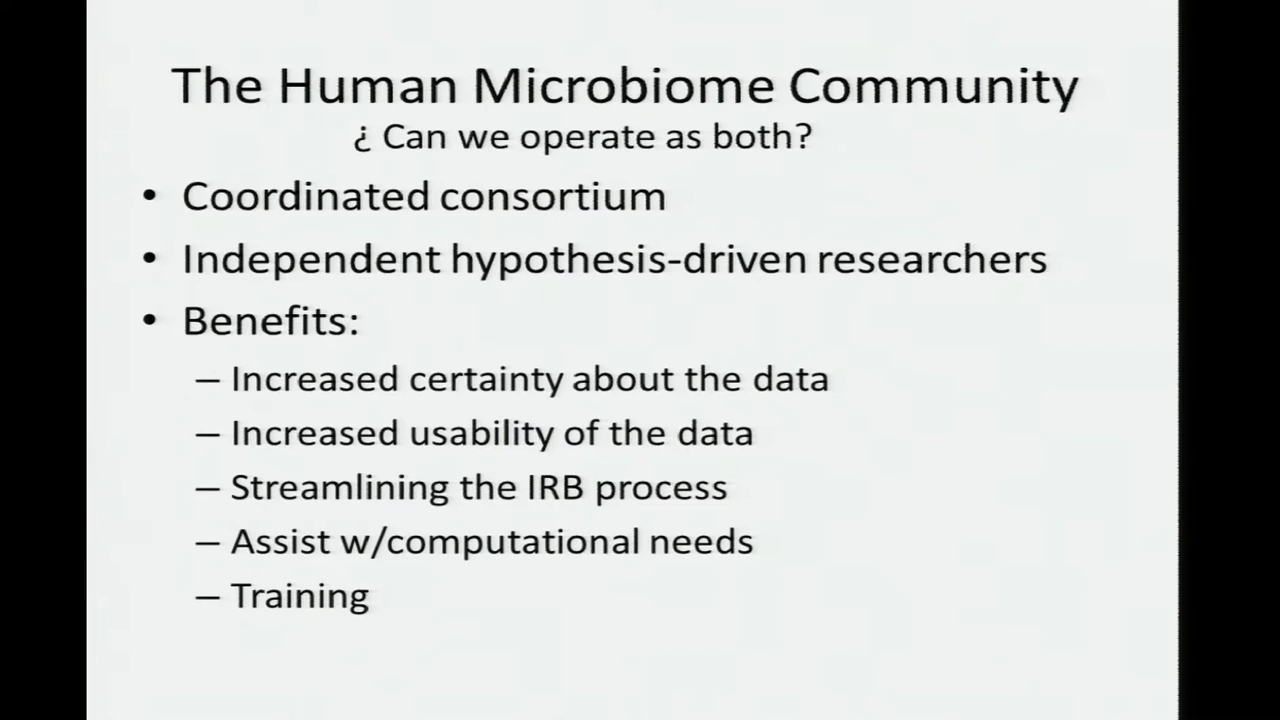 The Human Microbiome Community
¿ Can we operate as both?
• Coordinated consortium
• Independent hypothesis-driven researchers
• Benefits:
– Increased certainty about the data
– Increased usability of the data
– Streamlining the IRB process
– Assist w/computational needs
– Training